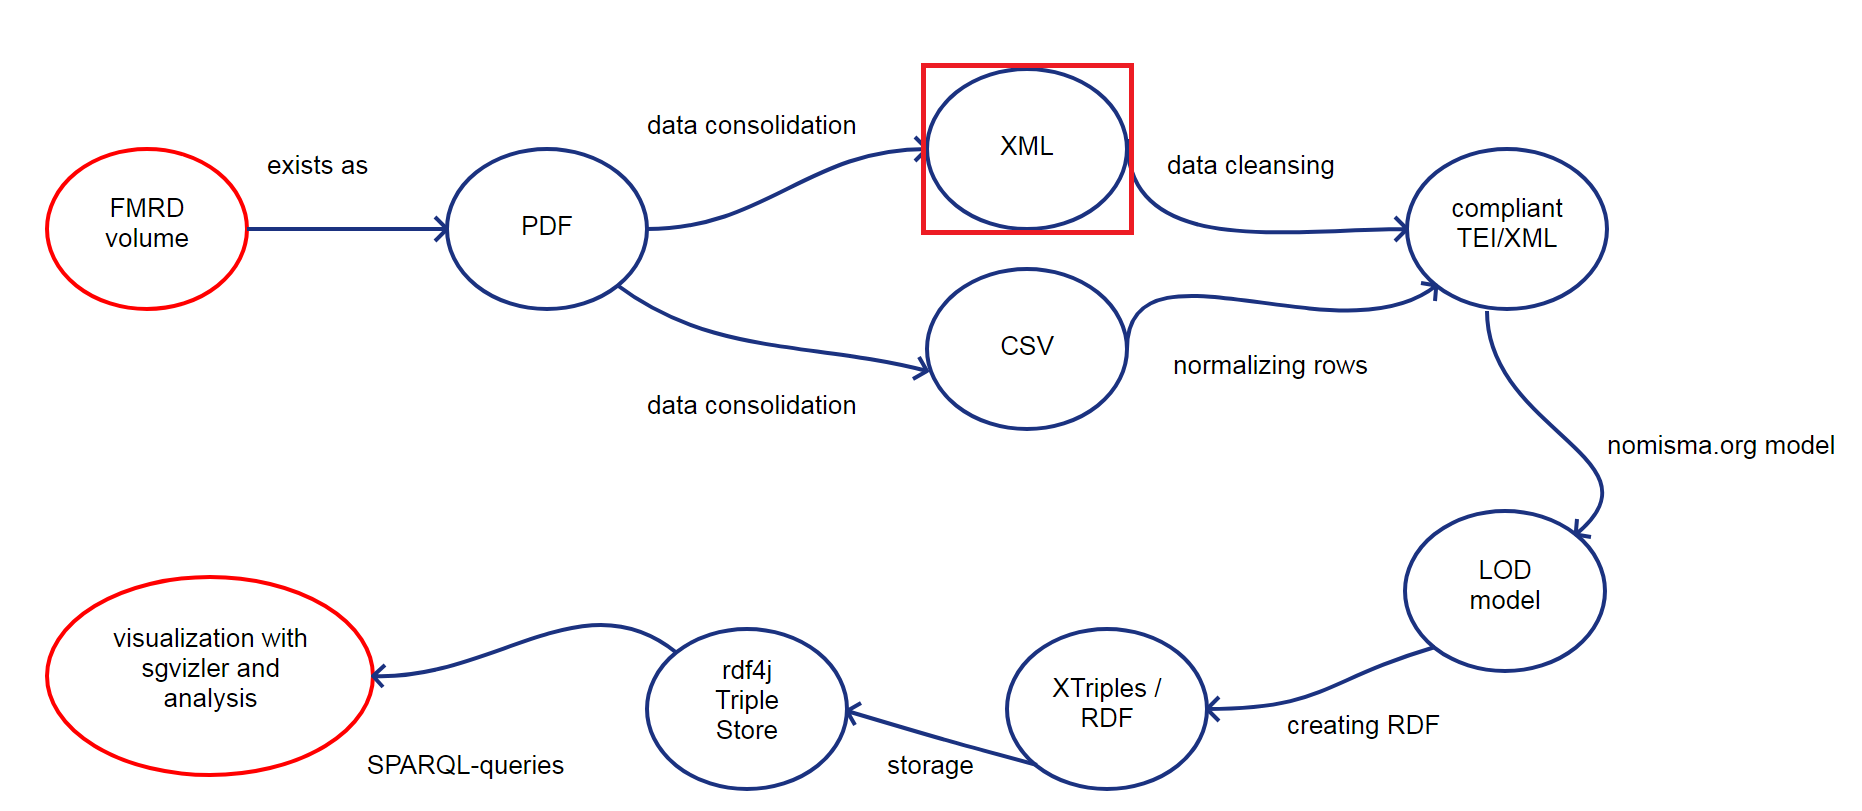 FMRD
volume
exists as
PDF
data consolidation
XML
data cleansing
compliant
TEI/XML
data consolidation
CSV
normalizing rows
nomisma.org model
LOD
model
creating RDF
XTriples /
RDF
storage
rdf4j
Triple
Store
SPARQL-queries
visualization with
sgvizler and
analysis